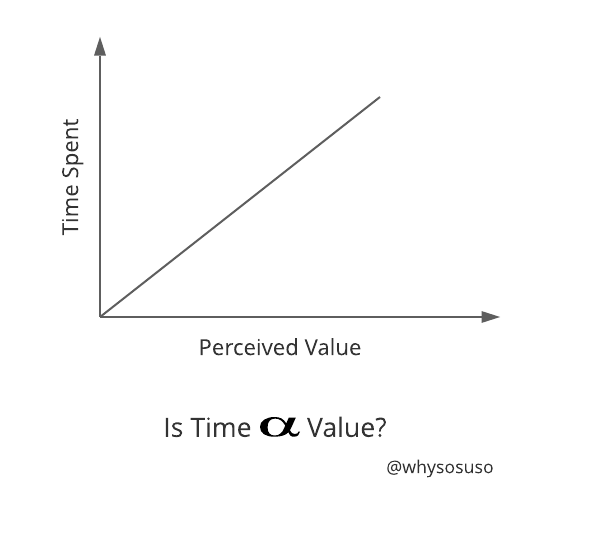 Time Spent
Perceived Value
Is Time α Value?
@whysosuso